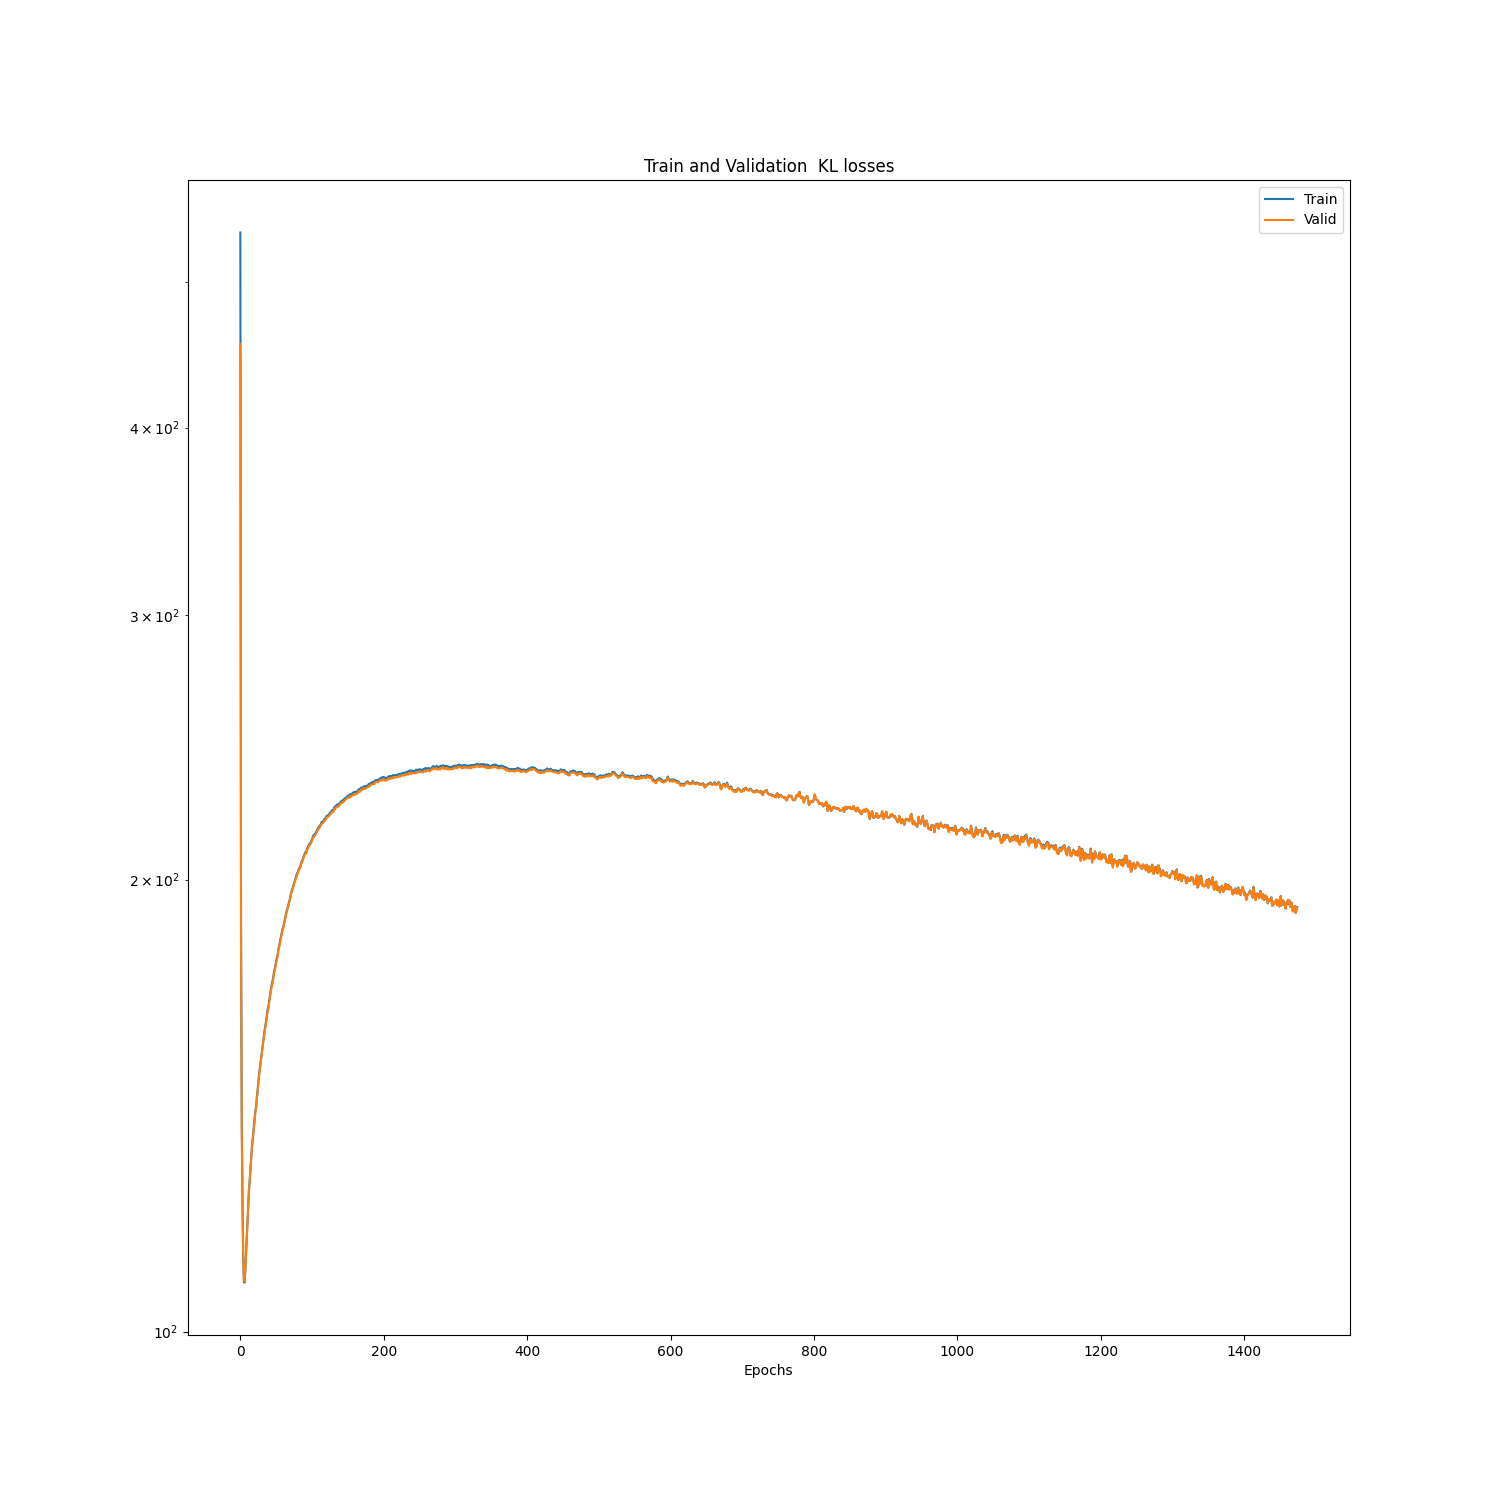 Train and Validation  KL losses
Train
Valid
4 × 10²
3 × 10²
2 × 10²
10²
0 200 400 600 800 1000 1200 1400
Epochs